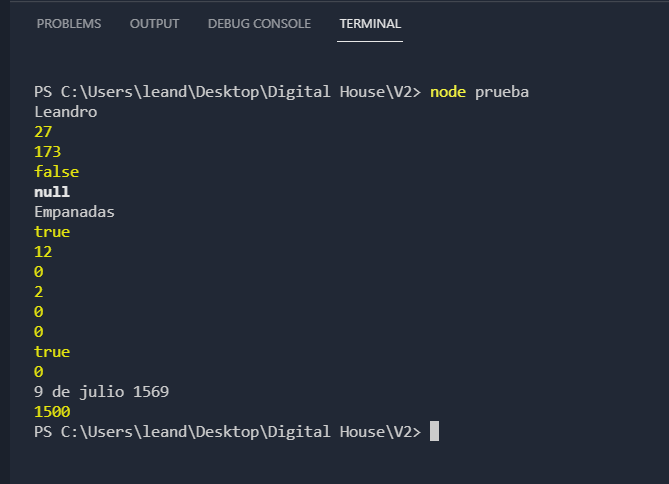 PROBLEMS OUTPUT DEBUG CONSOLE TERMINAL
PS C:\Users\leand\Desktop\Digital House\V2> node prueba
Leandro
27
173
false
null
Empanadas
true
12
0
2
0
0
true
0
9 de julio 1569
1500
PS C:\Users\leand\Desktop\Digital House\V2>